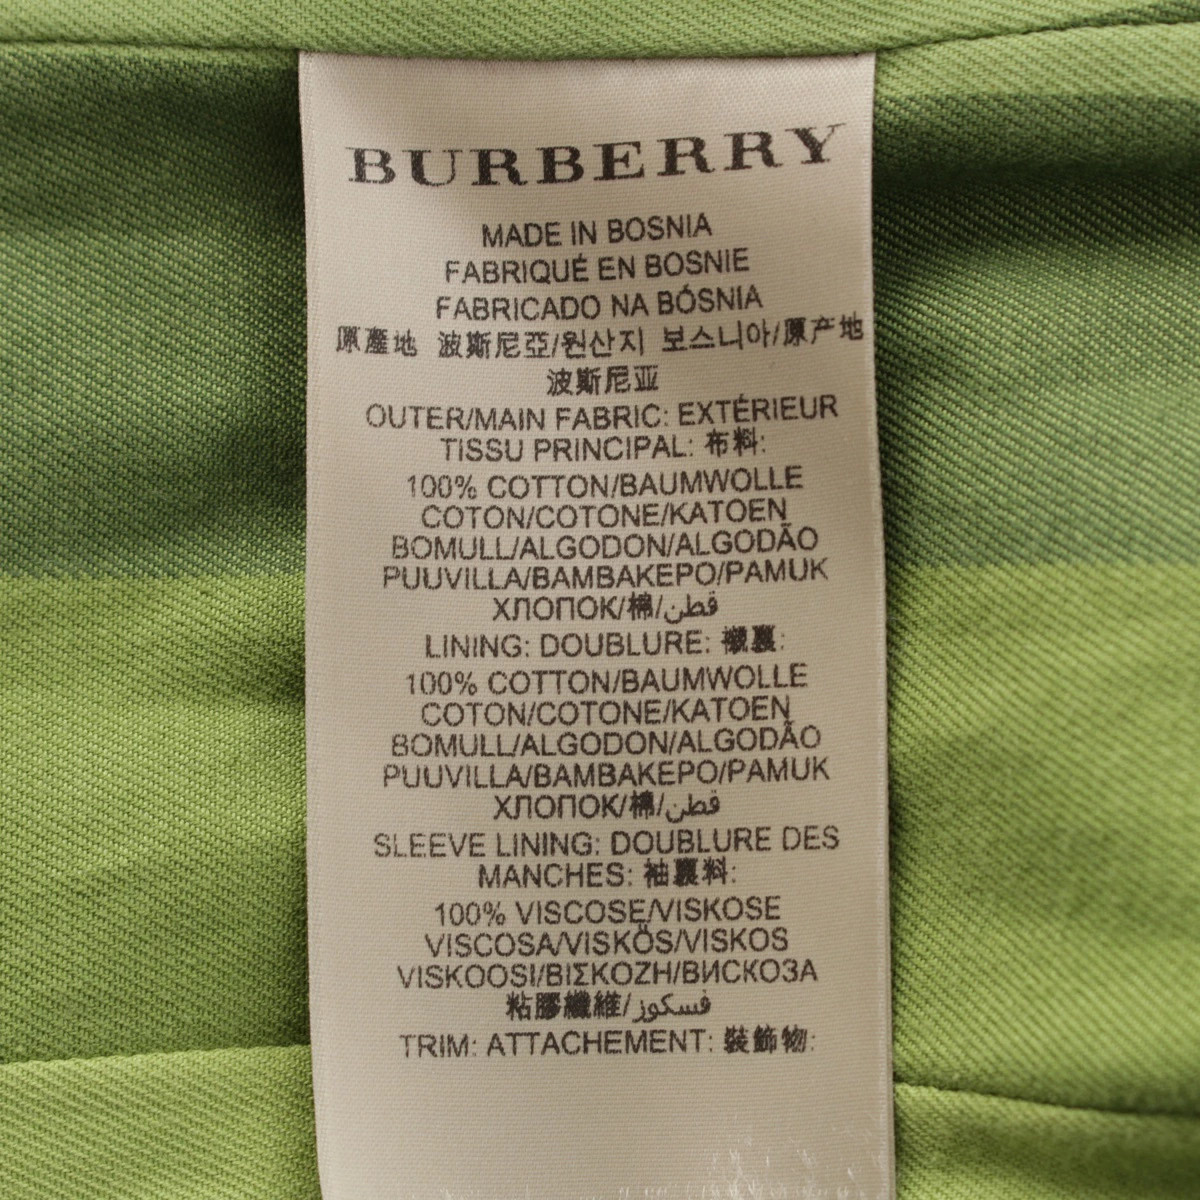 BURBERRY
MADE IN BOSNIA
FABRIQUÉ EN BOSNIE
FABRICADO NA BÓSNIA
原產地 波斯尼亞/원산지 보스니아/原产地
波斯尼亚
OUTER/MAIN FABRIC: EXTÉRIEUR
TISSU PRINCIPAL: 布料:
100% COTTON/BAUMWOLLE
COTON/COTONE/KATOEN
BOMULL/ALGODON/ALGODÃO
PUUVILLA/BAMBAKEPO/PAMUK
ХЛОПОК/棉/قطن
LINING: DOUBLURE: 襯裏:
100% COTTON/BAUMWOLLE
COTON/COTONE/KATOEN
BOMULL/ALGODON/ALGODÃO
PUUVILLA/BAMBAKEPO/PAMUK
ХЛОПОК/棉/قطن
SLEEVE LINING: DOUBLURE DES
MANCHES: 袖裏料:
100% VISCOSE/VISKOSE
VISCOSA/VISKÖS/VISKOS
VISKOOSI/ΒΙΣΚΟΖΗ/ВИСКОЗА
粘膠纖維/فسكوز
TRIM: ATTACHEMENT: 裝飾物: